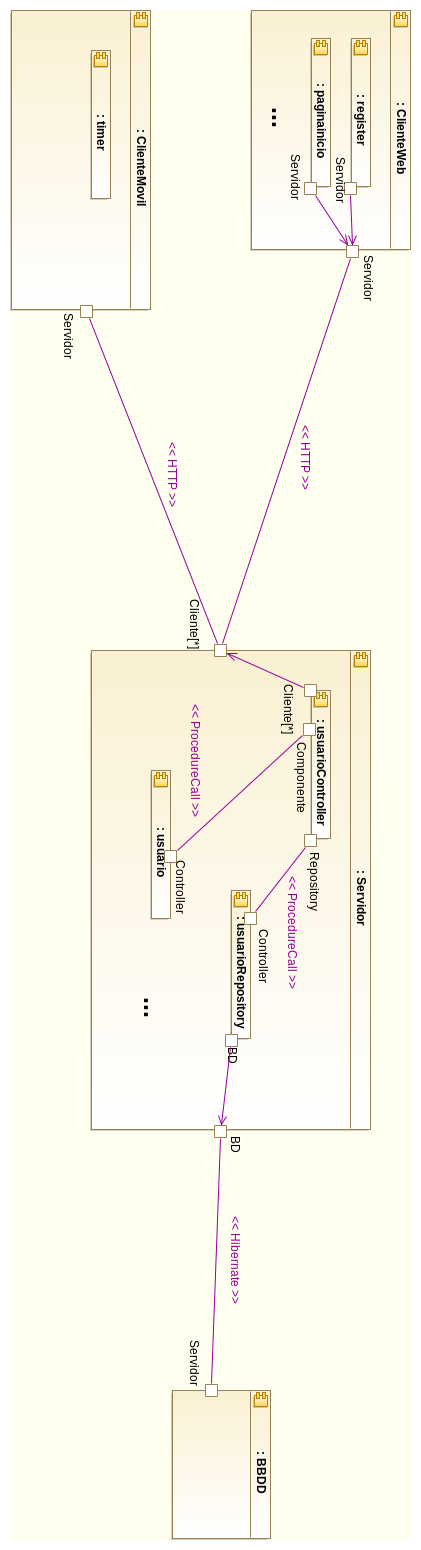 : ClienteWeb
: register
: paginainicio
...
Servidor
Servidor
Servidor
: ClienteMovil
: timer
Servidor
<< HTTP >>
<< HTTP >>
: Servidor
Cliente[*]
: usuarioController
Cliente[*]
Componente
Repository
<< ProcedureCall >>
<< ProcedureCall >>
: usuario
Controller
: usuarioRepository
Controller
BD
...
BD
<< Hibernate >>
Servidor
: BBDD